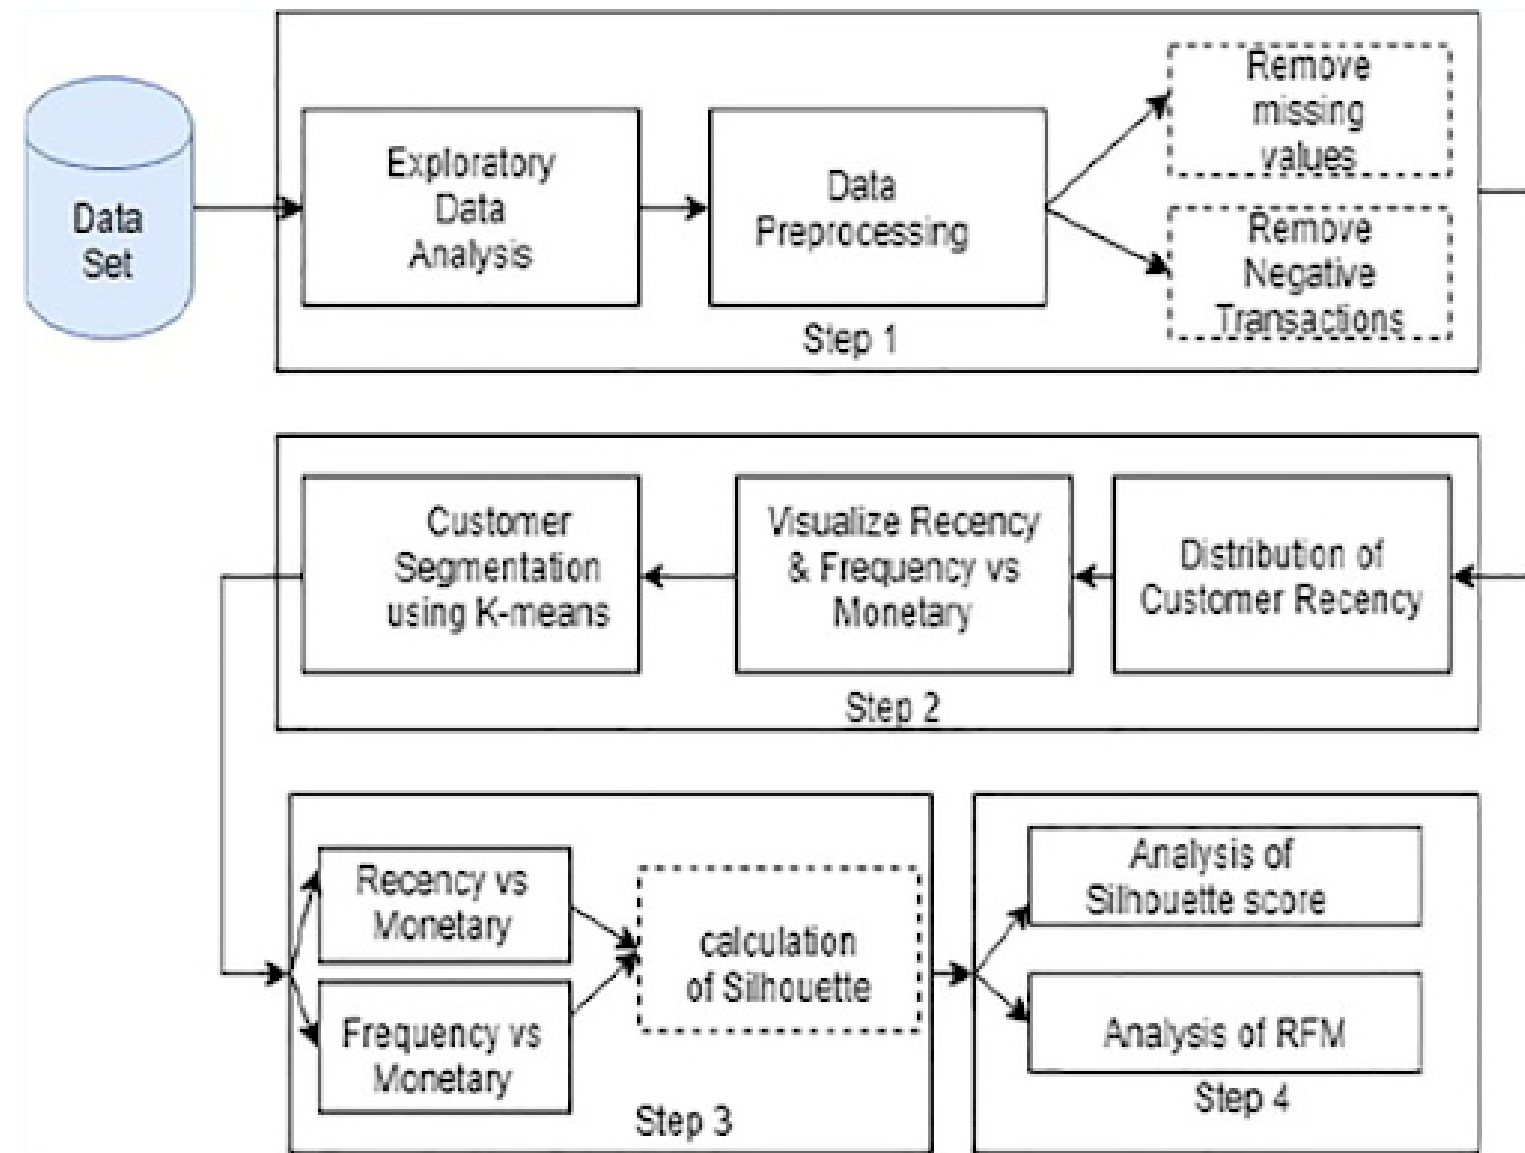 Data
Set
Exploratory
Data
Analysis
Data
Preprocessing
Remove
missing
values
Remove
Negative
Transactions
Step 1
Customer
Segmentation
using K-means
Visualize Recency
& Frequency vs
Monetary
Distribution of
Customer Recency
Step 2
Recency vs
Monetary
Frequency vs
Monetary
calculation
of Silhouette
Step 3
Analysis of
Silhouette score
Analysis of RFM
Step 4